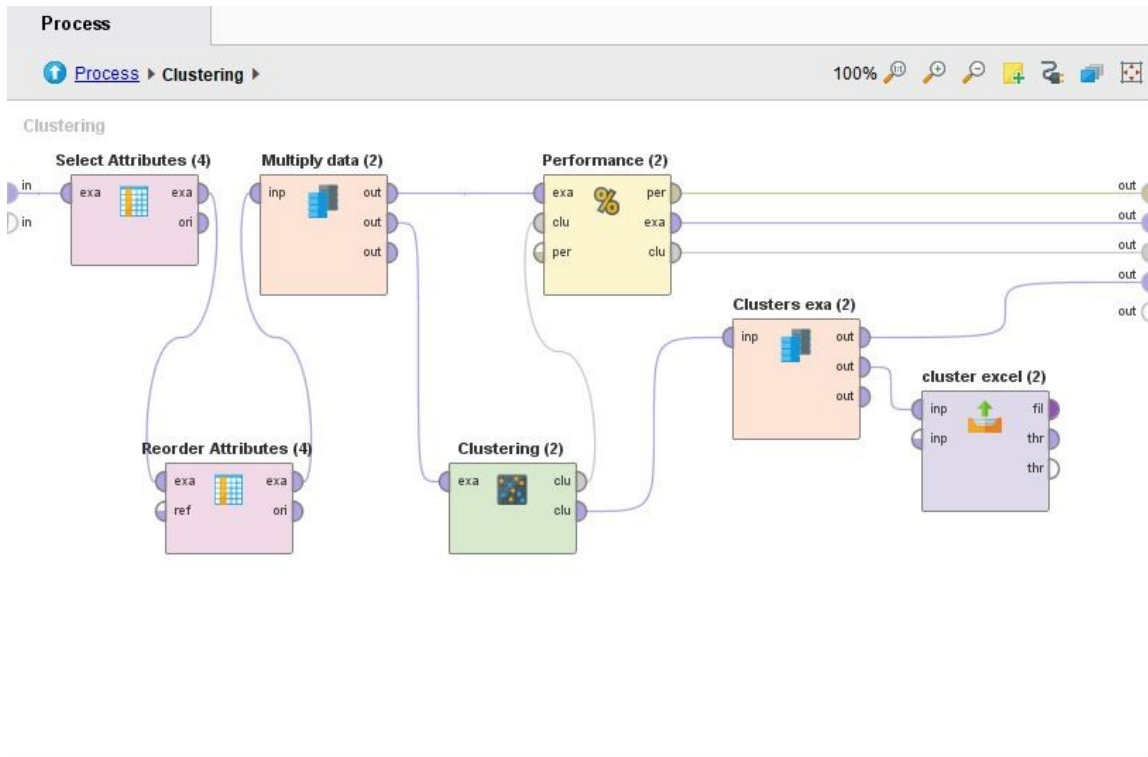 Process
Process Clustering
100%
Clustering
Select Attributes (4)
in
in
exa
exa
ori
Multiply data (2)
inp
out
out
out
Performance (2)
exa
per
clu
exa
per
clu
out
out
out
out
out
Clusters exa (2)
inp
out
out
out
cluster excel (2)
inp
fil
inp
thr
thr
Reorder Attributes (4)
exa
exa
ref
ori
Clustering (2)
exa
clu
clu